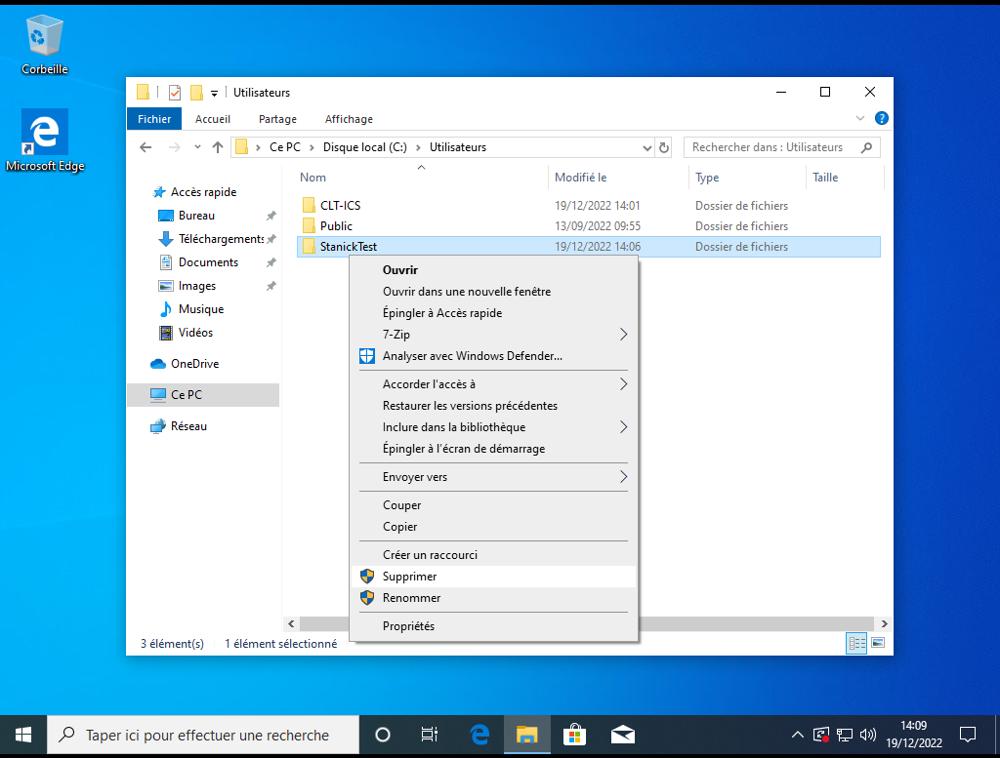 Corbeille
Microsoft Edge
Utilisateurs
Fichier Accueil Partage Affichage
Ce PC Disque local (C:) Utilisateurs
Rechercher dans : Utilisateurs
Nom Modifié le Type Taille
CLT-ICS 19/12/2022 14:01 Dossier de fichiers
Public 13/09/2022 09:55 Dossier de fichiers
StanickTest 19/12/2022 14:06 Dossier de fichiers
Accès rapide
Bureau
Téléchargements
Documents
Images
Musique
Vidéos
OneDrive
Ce PC
Réseau
Ouvrir
Ouvrir dans une nouvelle fenêtre
Épingler à Accès rapide
7-Zip
Analyser avec Windows Defender...
Accorder l'accès à
Restaurer les versions précédentes
Inclure dans la bibliothèque
Épingler à l'écran de démarrage
Envoyer vers
Couper
Copier
Créer un raccourci
Supprimer
Renommer
Propriétés
3 élément(s) 1 élément sélectionné
Taper ici pour effectuer une recherche
14:09
19/12/2022